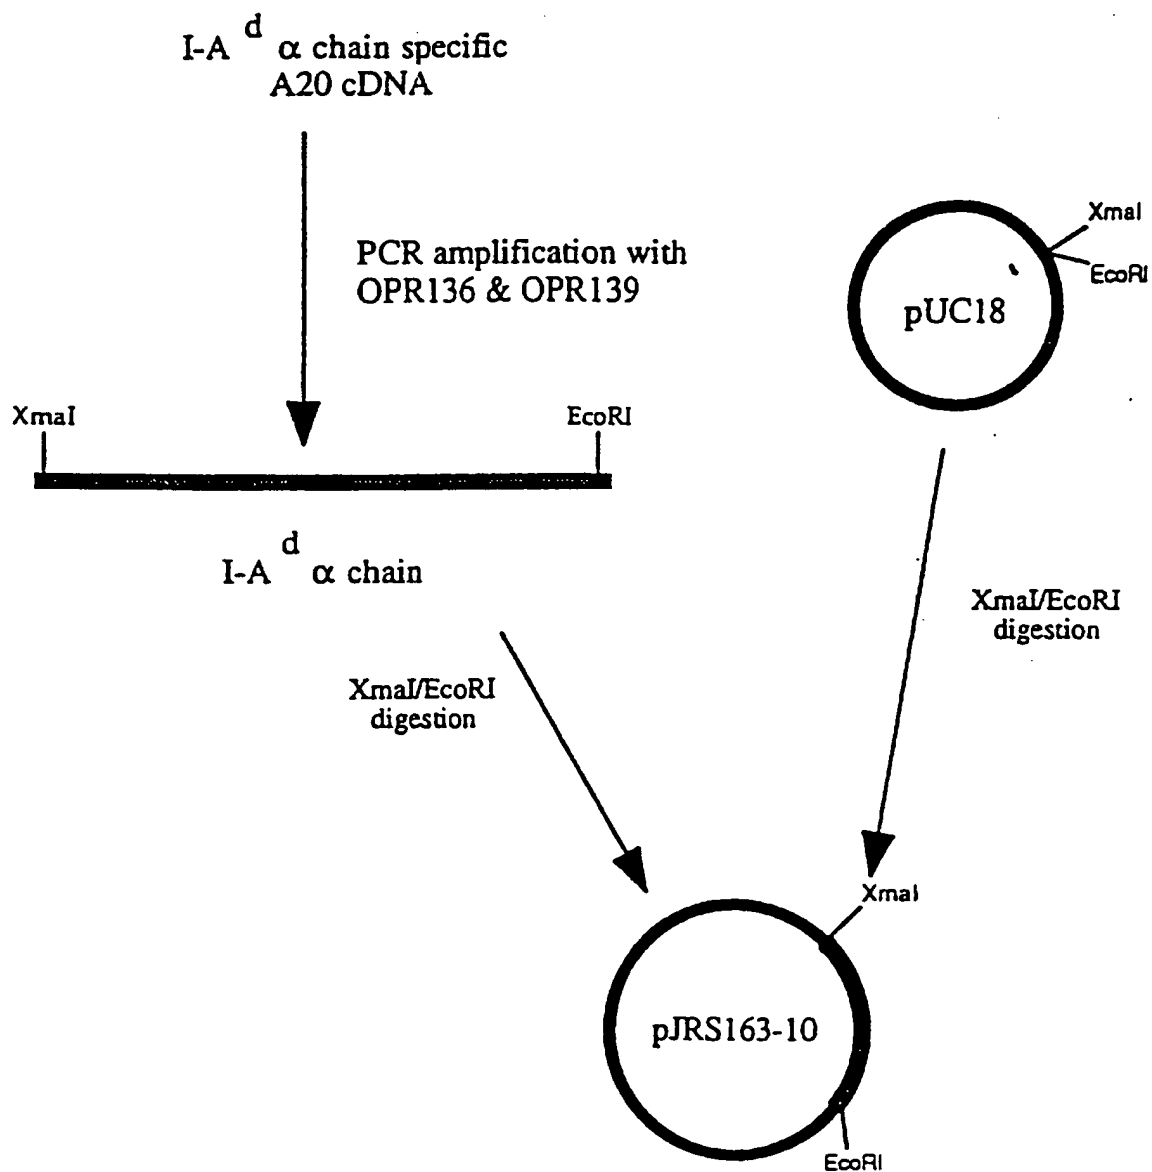 I-A d α chain specific
A20 cDNA
PCR amplification with
OPR136 & OPR139
XmaI
EcoRI
pUC18
XmaI
EcoRI
I-A d α chain
XmaI/EcoRI
digestion
XmaI/EcoRI
digestion
XmaI
pJRS163-10
EcoRI